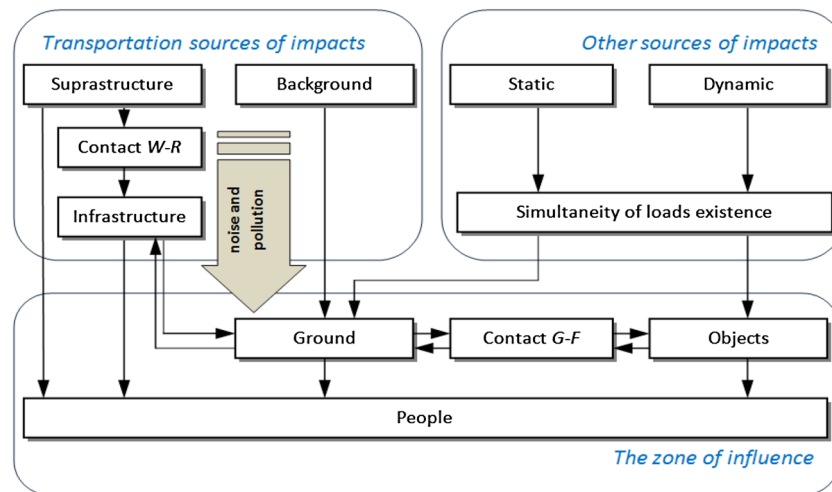 Transportation sources of impacts
Other sources of impacts
Suprastructure
Background
Static
Dynamic
Contact W-R
Infrastructure
noise and
pollution
Simultaneity of loads existence
Ground
Contact G-F
Objects
People
The zone of influence